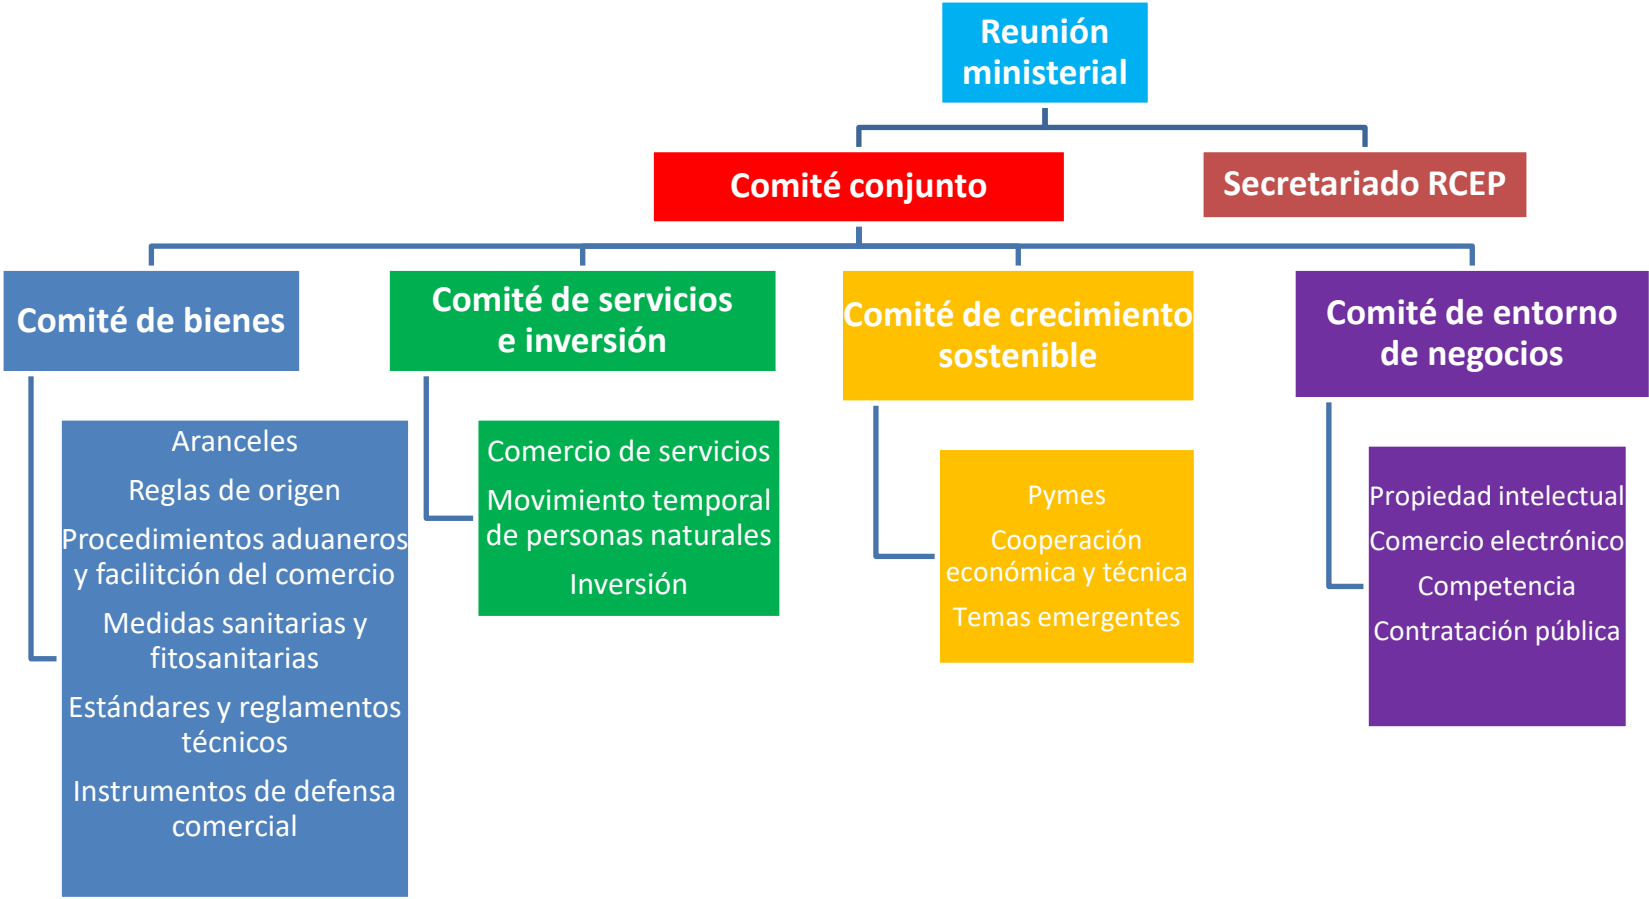 Reunión
ministerial
Comité conjunto
Secretariado RCEP
Comité de bienes
Aranceles
Reglas de origen
Procedimientos aduaneros
y facilitción del comercio
Medidas sanitarias y
fitosanitarias
Estándares y reglamentos
técnicos
Instrumentos de defensa
comercial
Comité de servicios
e inversión
Comercio de servicios
Movimiento temporal
de personas naturales
Inversión
Comité de crecimiento
sostenible
Pymes
Cooperación
económica y técnica
Temas emergentes
Comité de entorno
de negocios
Propiedad intelectual
Comercio electrónico
Competencia
Contratación pública